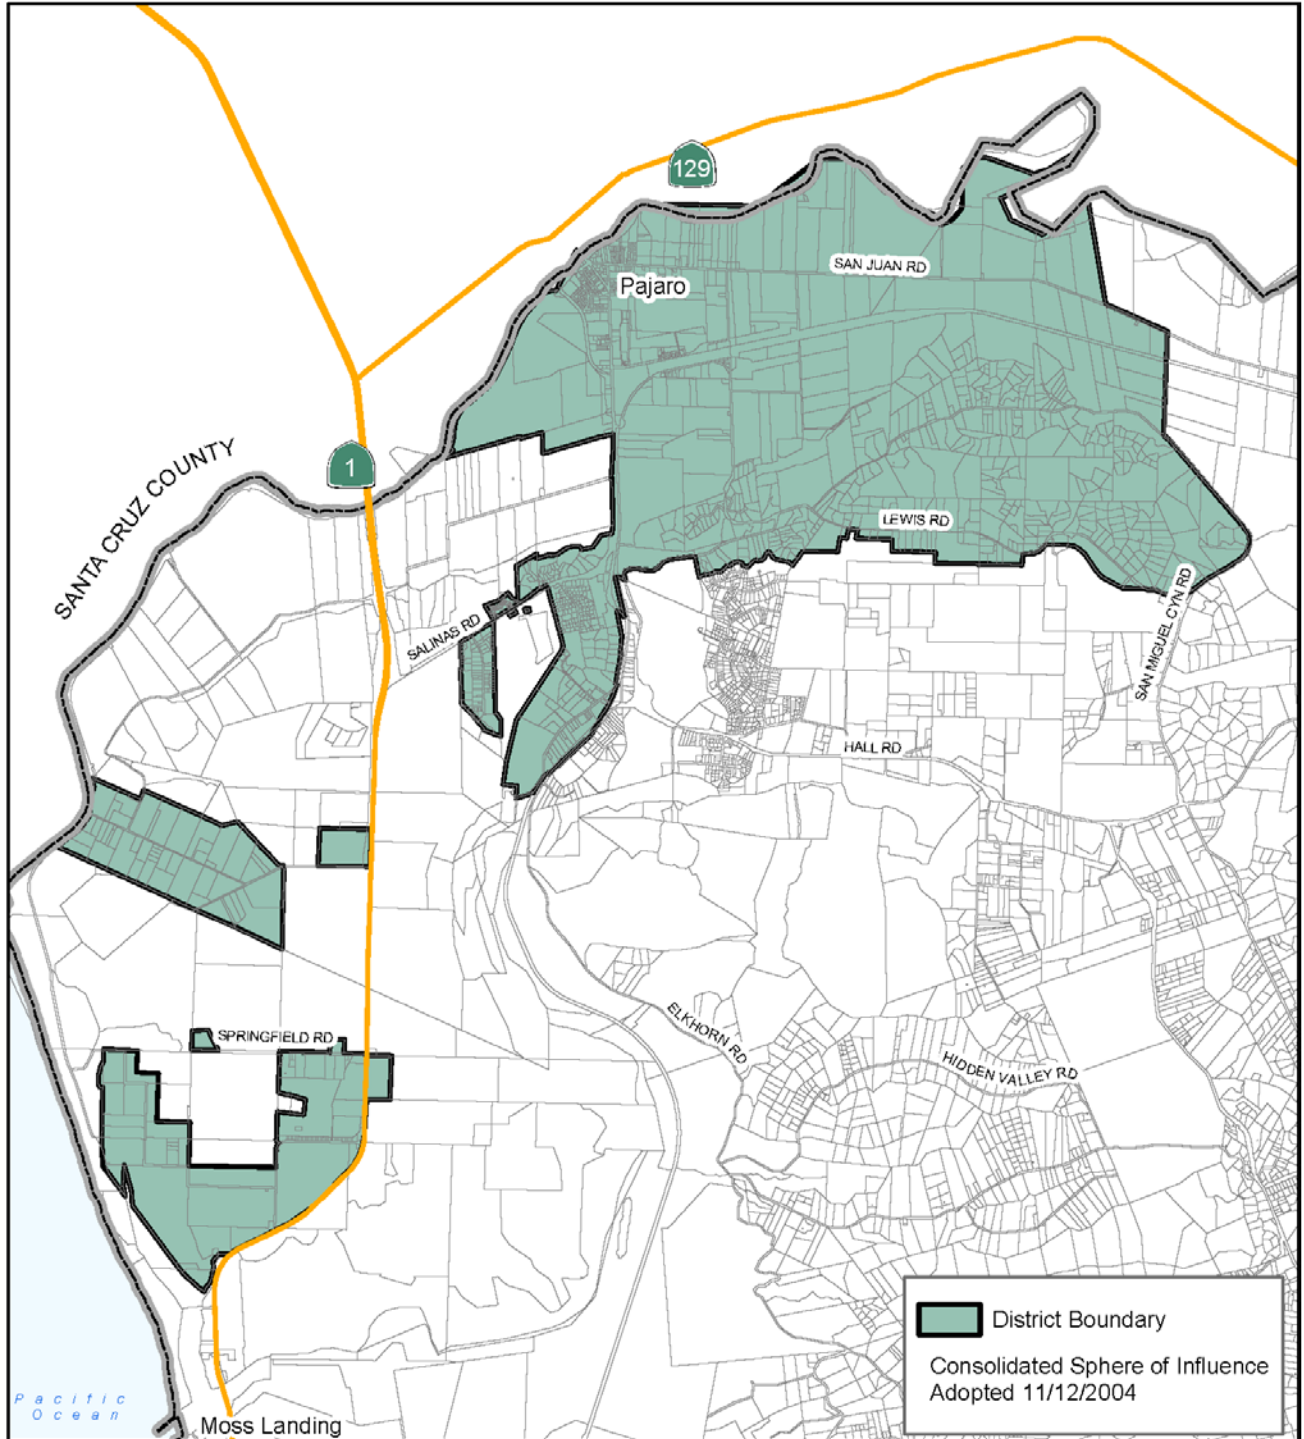 129
SAN JUAN RD
Pajaro
1
SANTA CRUZ COUNTY
LEWIS RD
SALINAS RD
SAN MIGUEL CYN RD
HALL RD
ELKHORN RD
SPRINGFIELD RD
HIDDEN VALLEY RD
District Boundary
Consolidated Sphere of Influence
Adopted 11/12/2004
Pacific
Ocean
Moss Landing